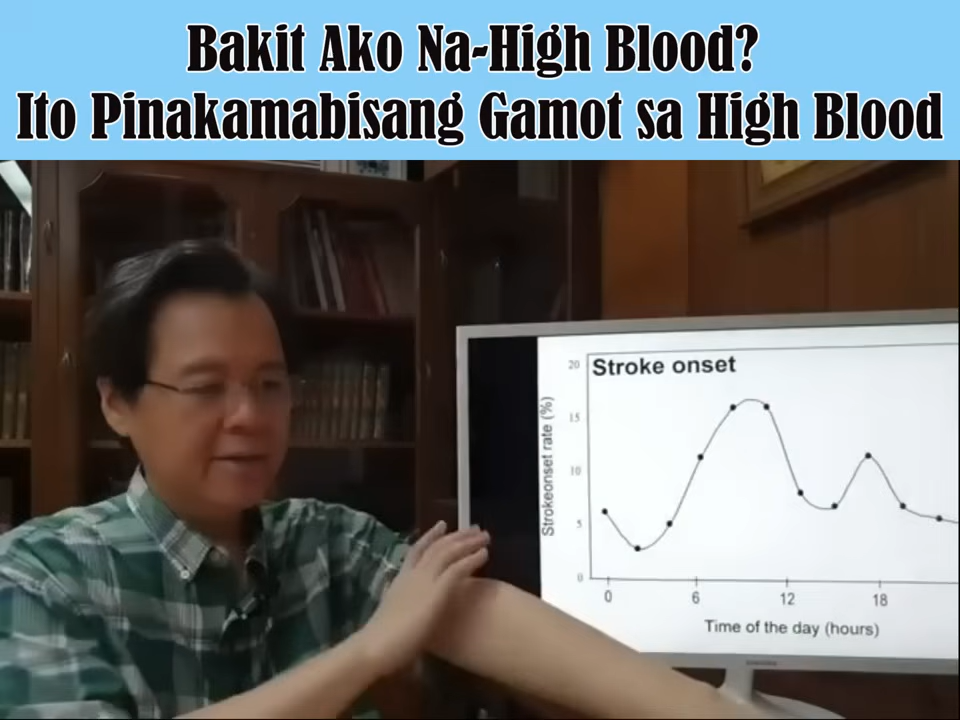 Bakit Ako Na-High Blood?
Ito Pinakamabisang Gamot sa High Blood
Stroke onset
20
15
10
5
0
Strokeonset rate (%)
0 6 12 18
Time of the day (hours)
SAMSUNG